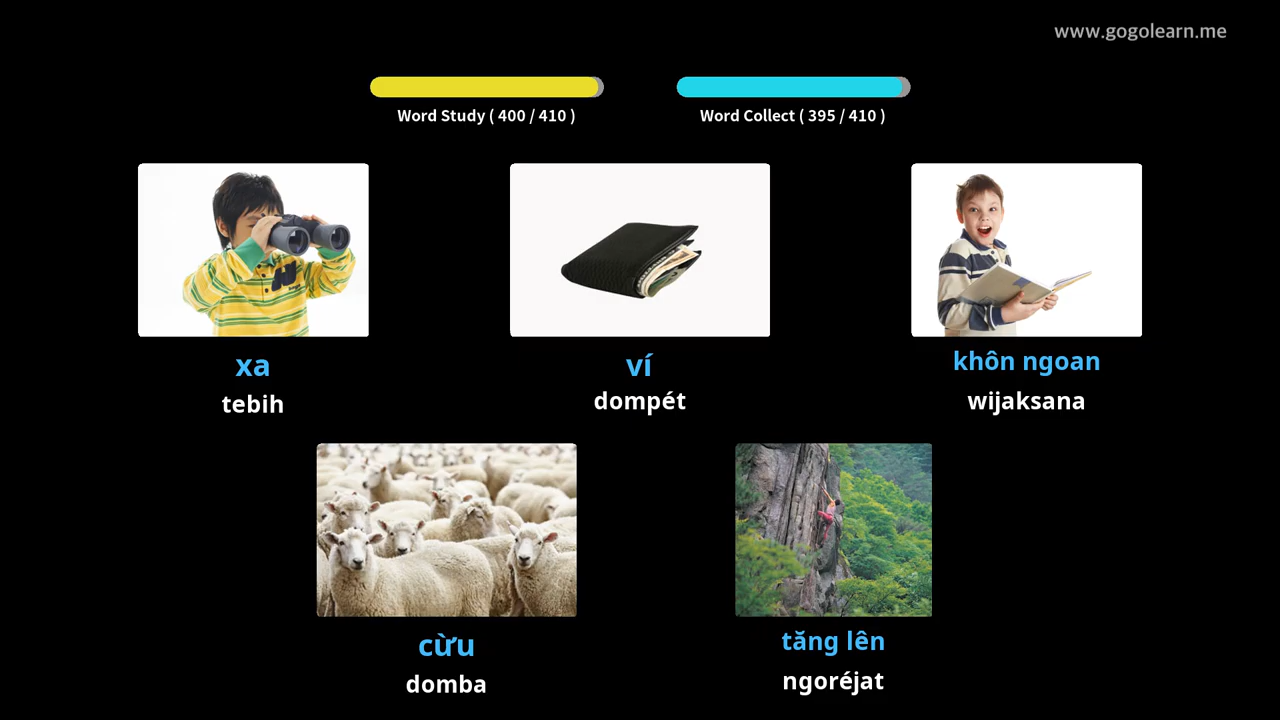 www.gogolearn.me
Word Study ( 400 / 410 )
Word Collect ( 395 / 410 )
xa
tebih
ví
dompét
khôn ngoan
wijaksana
cừu
domba
tăng lên
ngoréjat